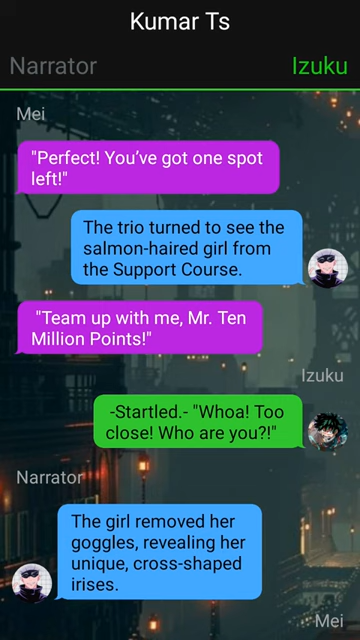 Kumar Ts
Narrator
Izuku
Mei
"Perfect! You’ve got one spot
left!"
The trio turned to see the
salmon-haired girl from
the Support Course.
"Team up with me, Mr. Ten
Million Points!"
Izuku
-Startled.- "Whoa! Too
close! Who are you?!"
Narrator
The girl removed her
goggles, revealing her
unique, cross-shaped
irises.
Mei